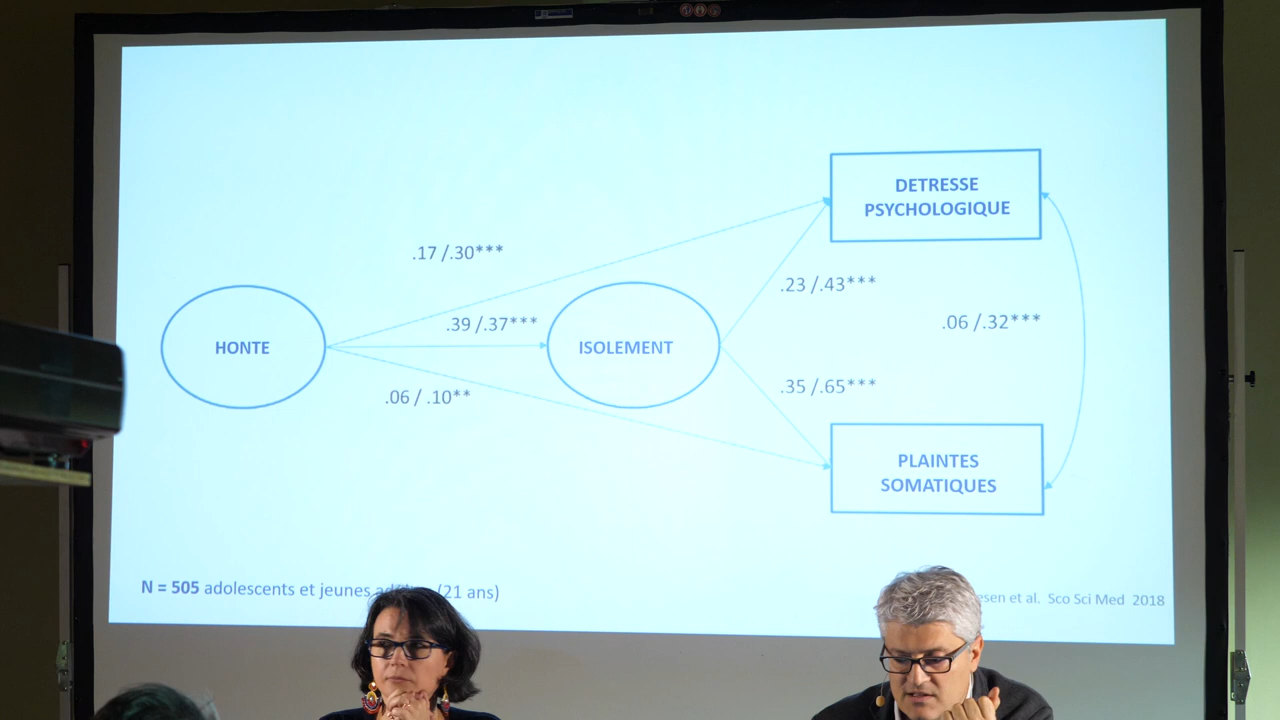 DETRESSE
PSYCHOLOGIQUE
.17 /.30***
.23 /.43***
.39 /.37***
.06 /.32***
HONTE
ISOLEMENT
.06 / .10**
.35 /.65***
PLAINTES
SOMATIQUES
N = 505 adolescents et jeunes (21 ans)
et al. Sco Sci Med 2018